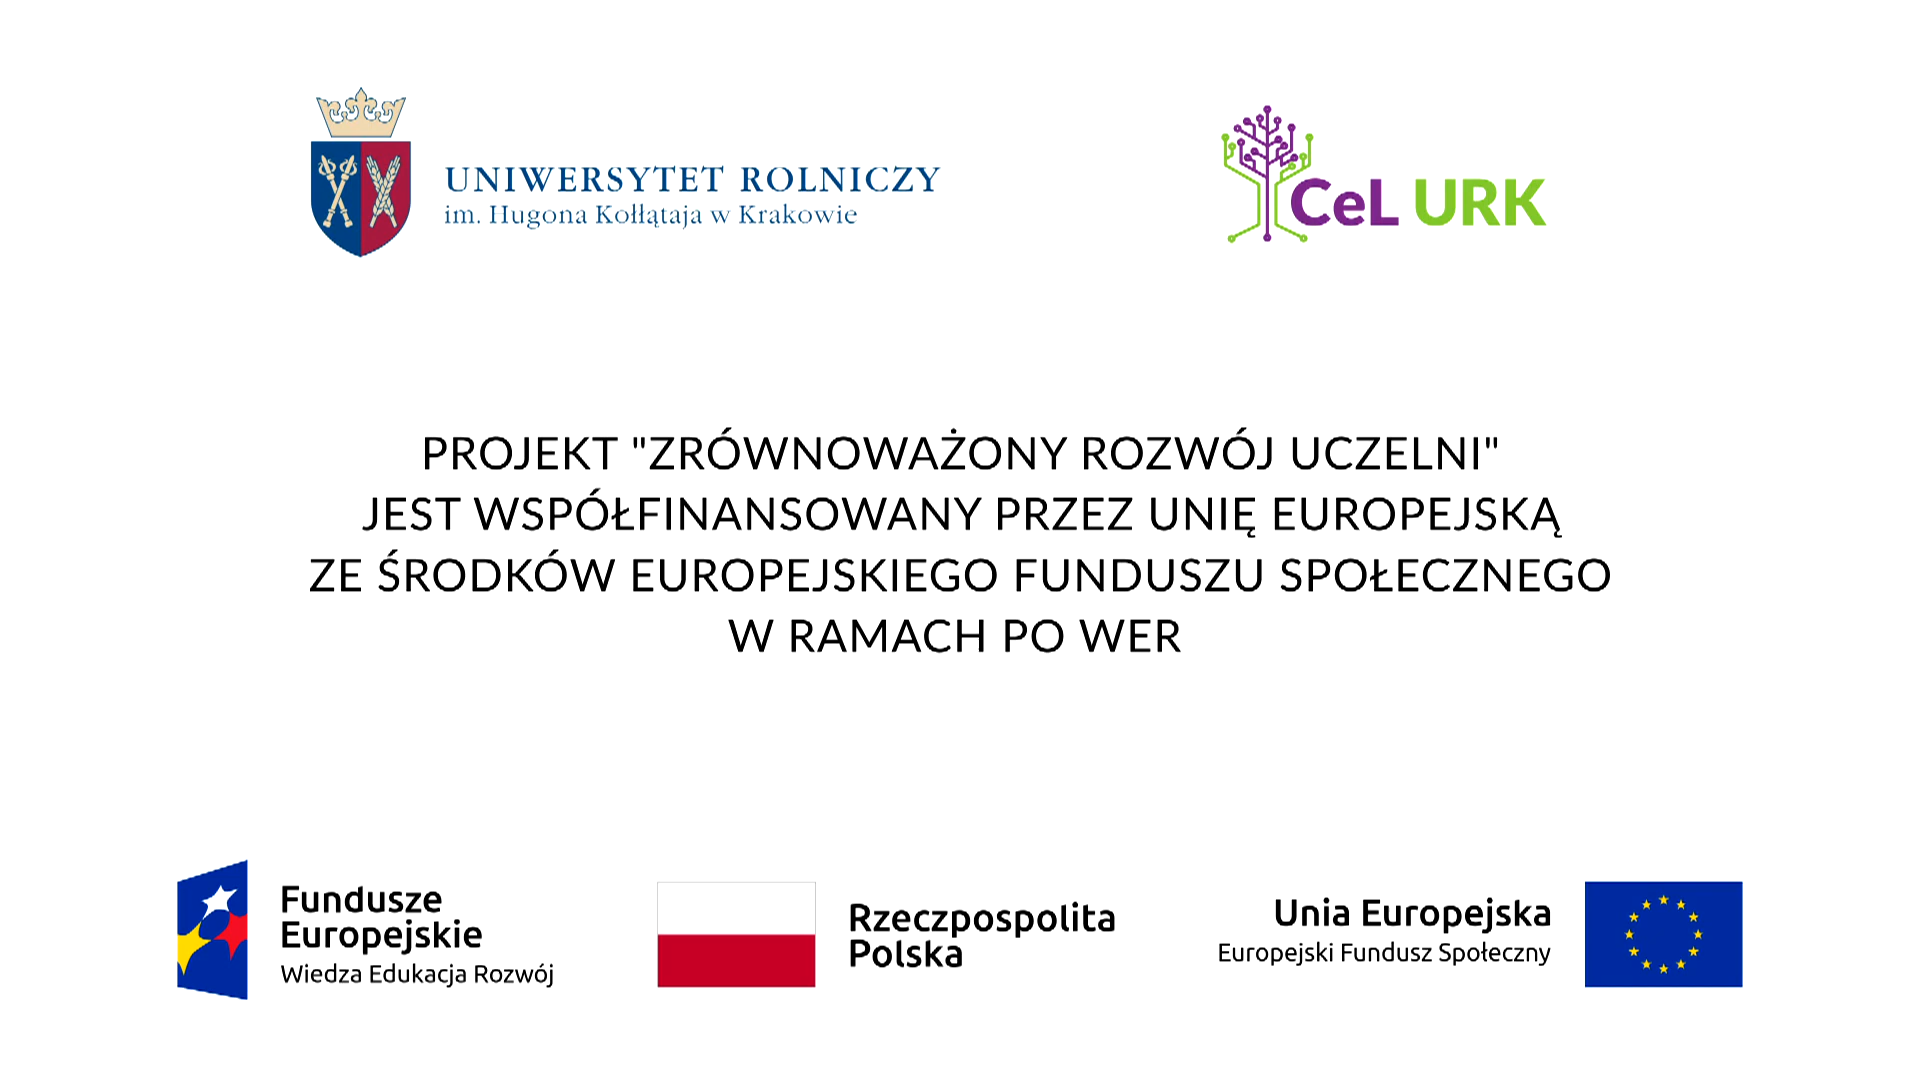 UNIWERSYTET ROLNICZY
im. Hugona Kołłątaja w Krakowie
CeL URK
PROJEKT "ZRÓWNOWAŻONY ROZWÓJ UCZELNI"
JEST WSPÓŁFINANSOWANY PRZEZ UNIĘ EUROPEJSKĄ
ZE ŚRODKÓW EUROPEJSKIEGO FUNDUSZU SPOŁECZNEGO
W RAMACH PO WER
Fundusze
Europejskie
Wiedza Edukacja Rozwój
Rzeczpospolita
Polska
Unia Europejska
Europejski Fundusz Społeczny